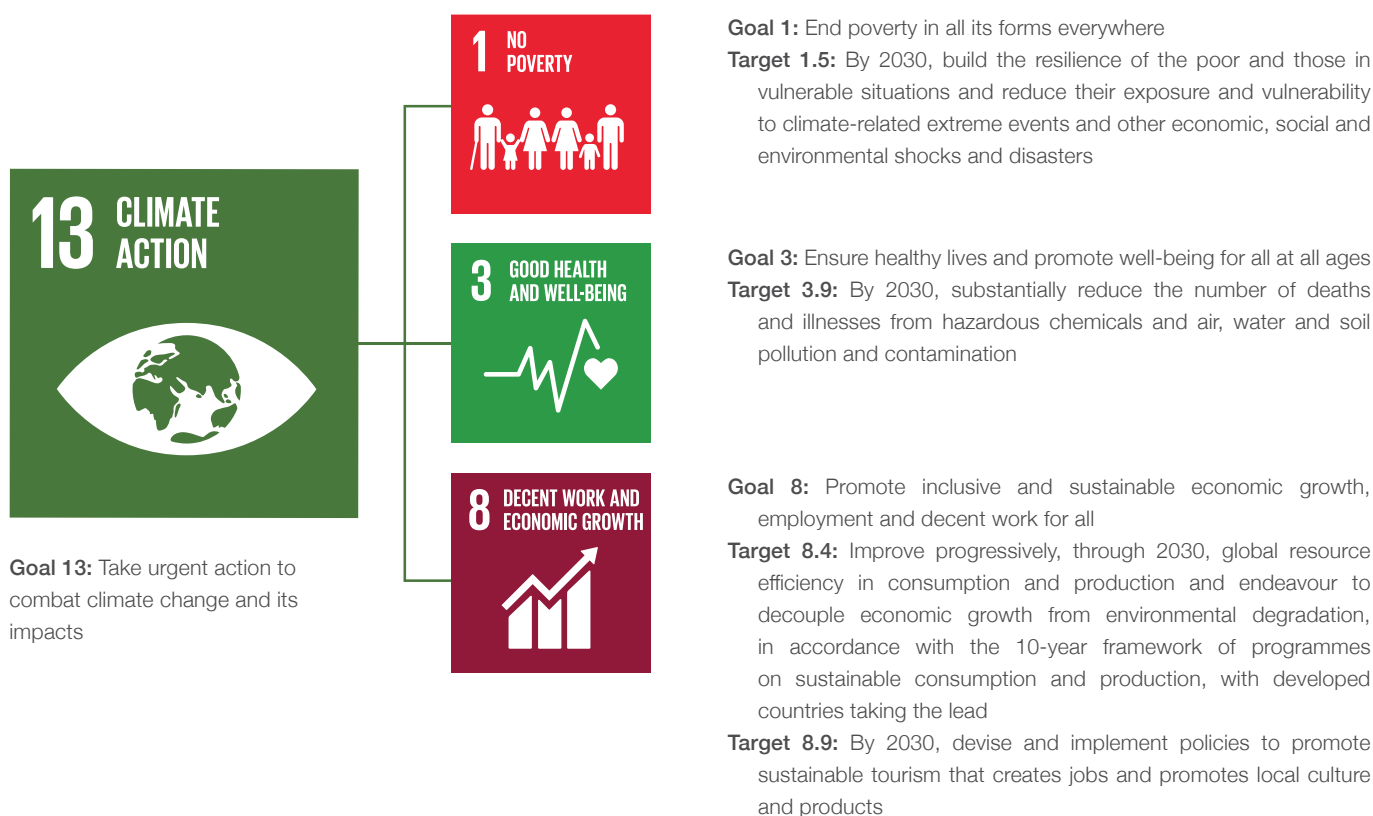 13 CLIMATE
ACTION
Goal 13: Take urgent action to
combat climate change and its
impacts
1 NO
POVERTY
3 GOOD HEALTH
AND WELL-BEING
8 DECENT WORK AND
ECONOMIC GROWTH
Goal 1: End poverty in all its forms everywhere
Target 1.5: By 2030, build the resilience of the poor and those in
vulnerable situations and reduce their exposure and vulnerability
to climate-related extreme events and other economic, social and
environmental shocks and disasters
Goal 3: Ensure healthy lives and promote well-being for all at all ages
Target 3.9: By 2030, substantially reduce the number of deaths
and illnesses from hazardous chemicals and air, water and soil
pollution and contamination
Goal 8: Promote inclusive and sustainable economic growth,
employment and decent work for all
Target 8.4: Improve progressively, through 2030, global resource
efficiency in consumption and production and endeavour to
decouple economic growth from environmental degradation,
in accordance with the 10-year framework of programmes
on sustainable consumption and production, with developed
countries taking the lead
Target 8.9: By 2030, devise and implement policies to promote
sustainable tourism that creates jobs and promotes local culture
and products